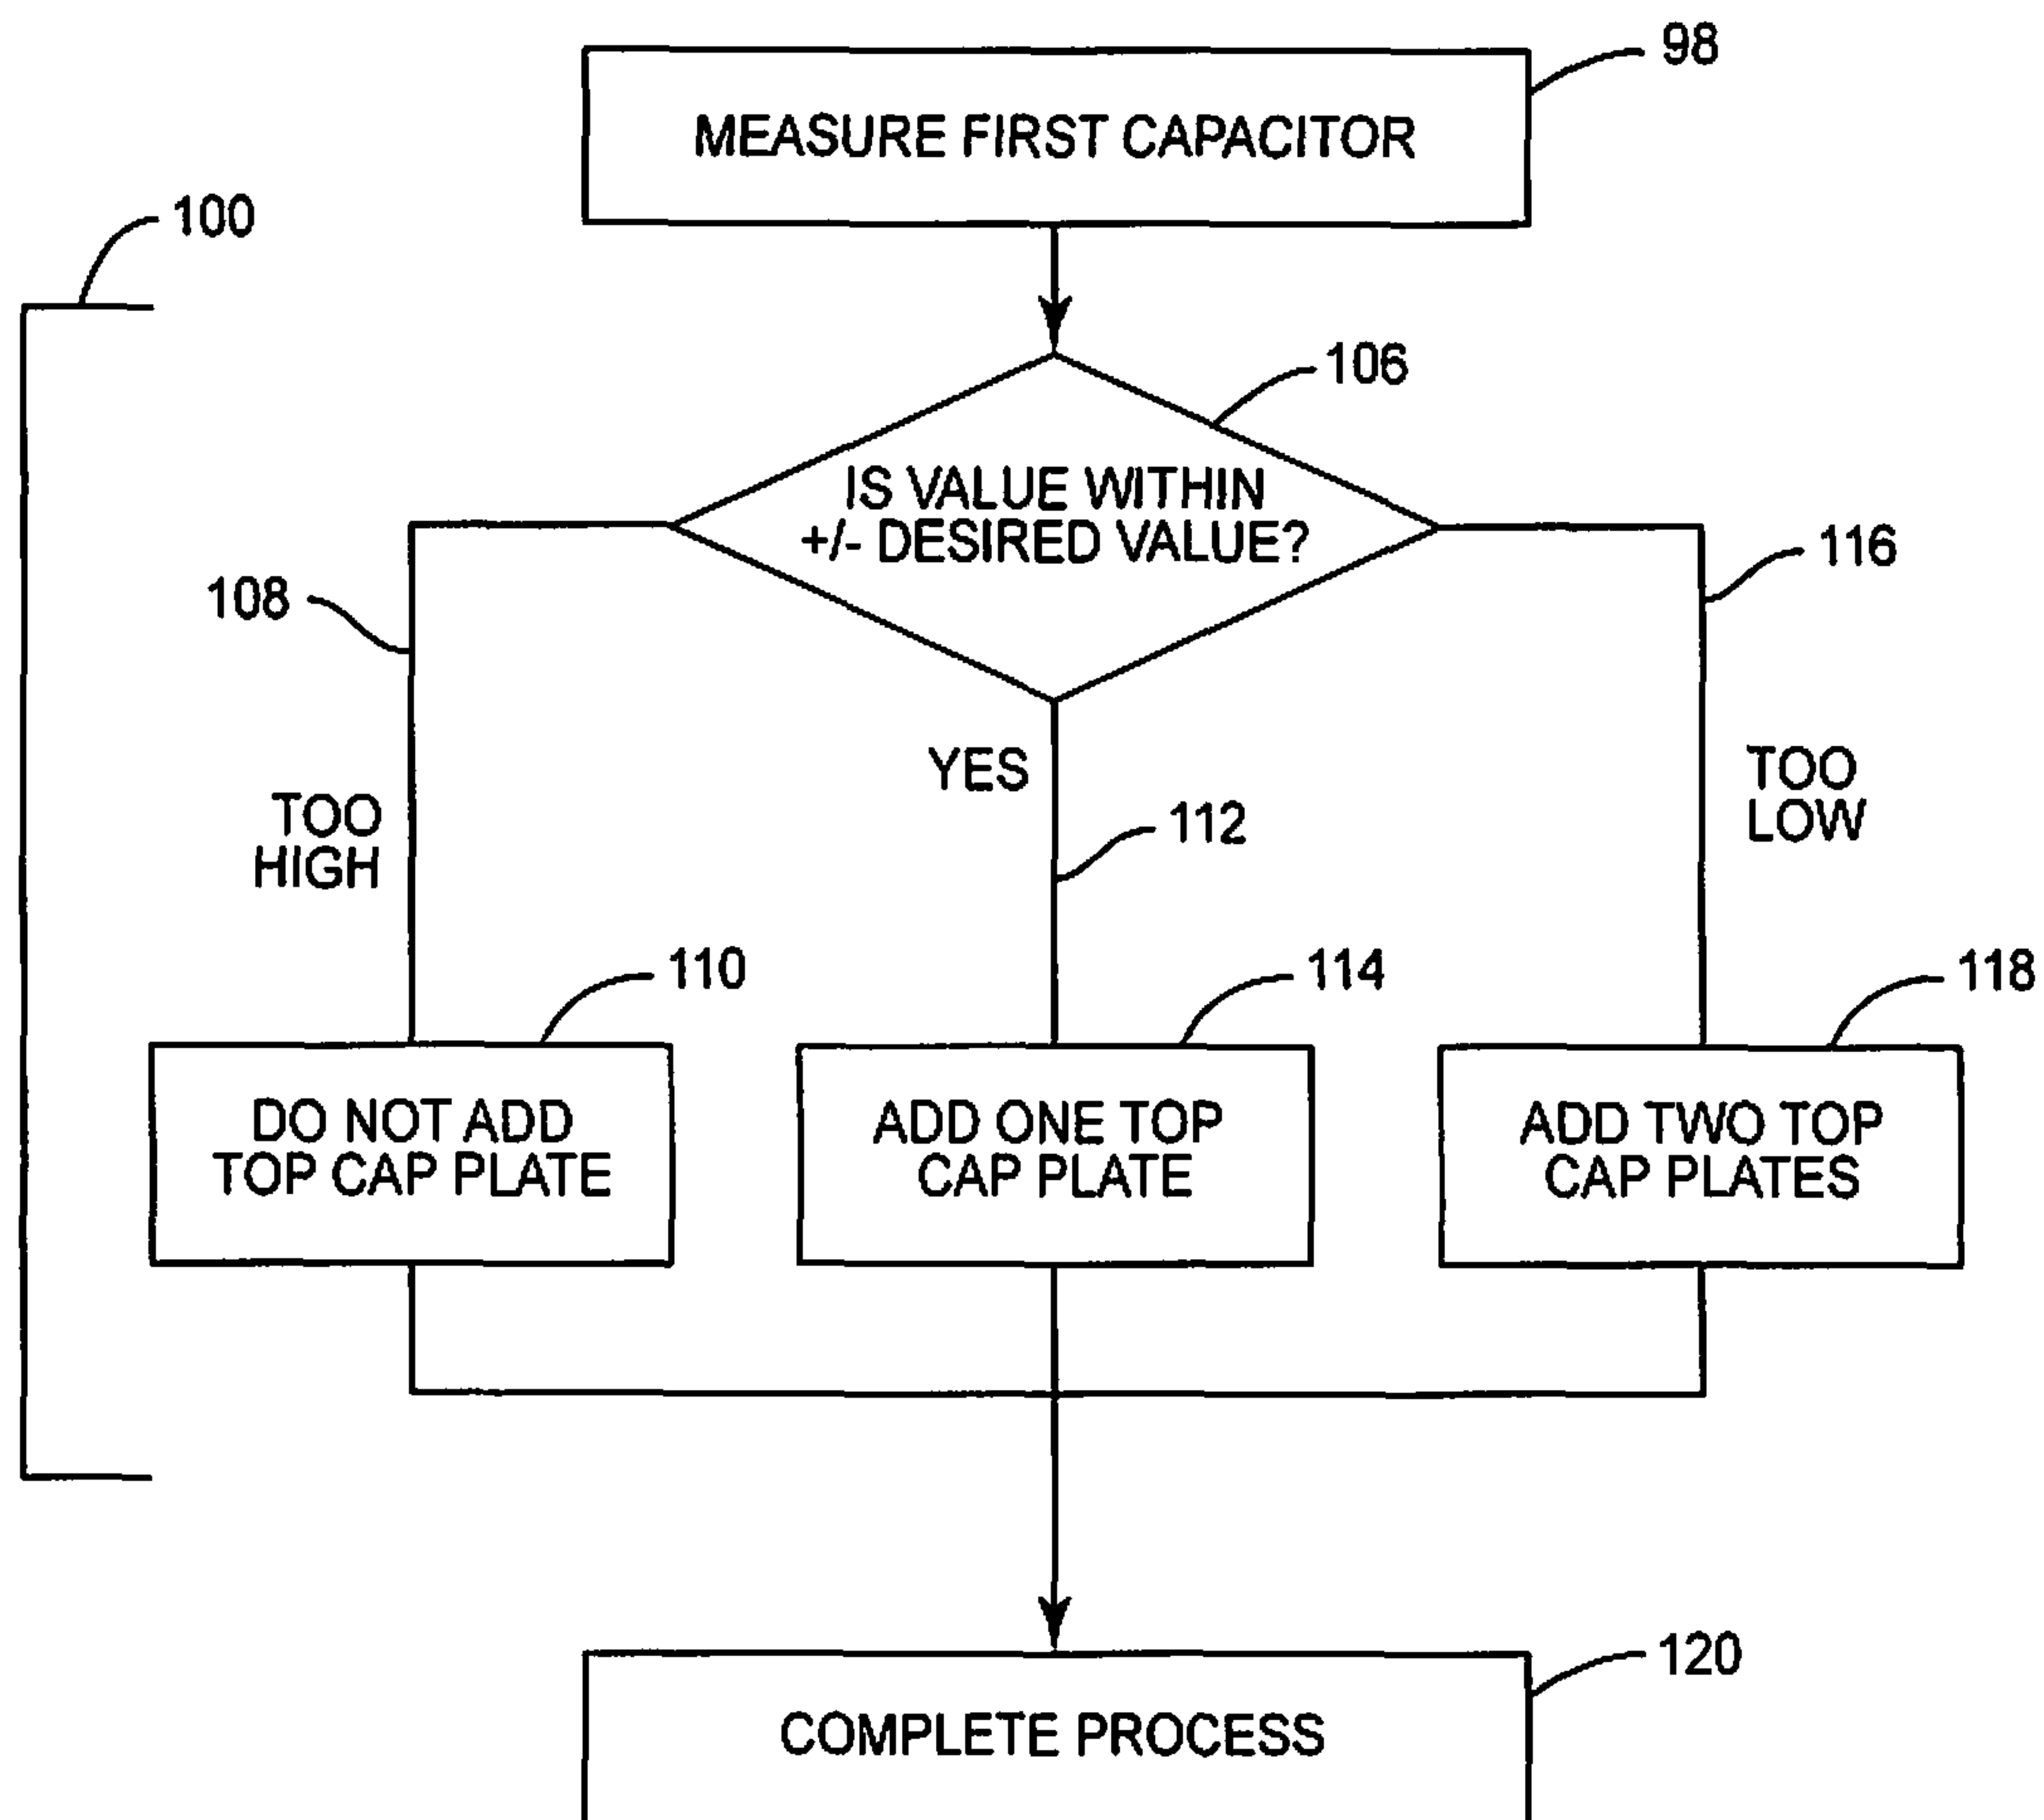 98
MEASURE FIRST CAPACITOR
100
106
IS VALUE WITHIN
+/- DESIRED VALUE?
116
108
YES
TOO
LOW
TOO
HIGH
112
110
114
118
DO NOT ADD
TOP CAP PLATE
ADD ONE TOP
CAP PLATE
ADD TWO TOP
CAP PLATES
120
COMPLETE PROCESS